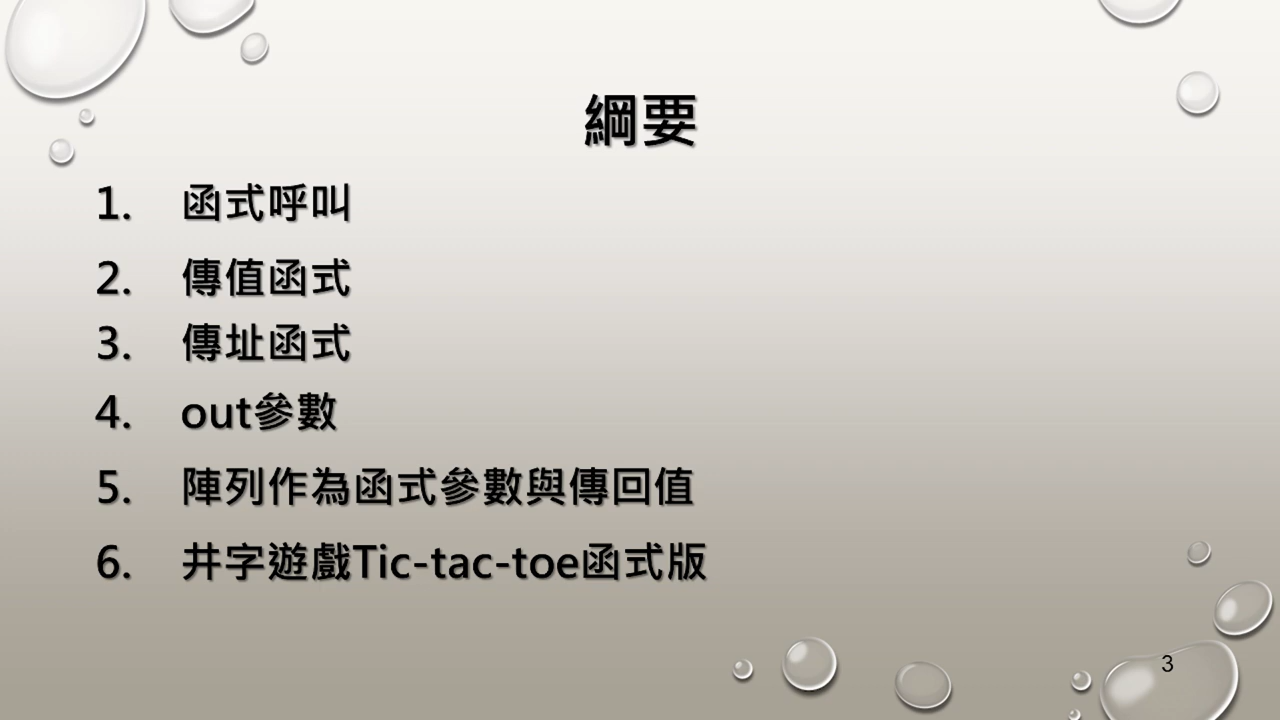 綱要
1. 函式呼叫
2. 傳值函式
3. 傳址函式
4. out參數
5. 陣列作為函式參數與傳回值
6. 井字遊戲Tic-tac-toe函式版
3